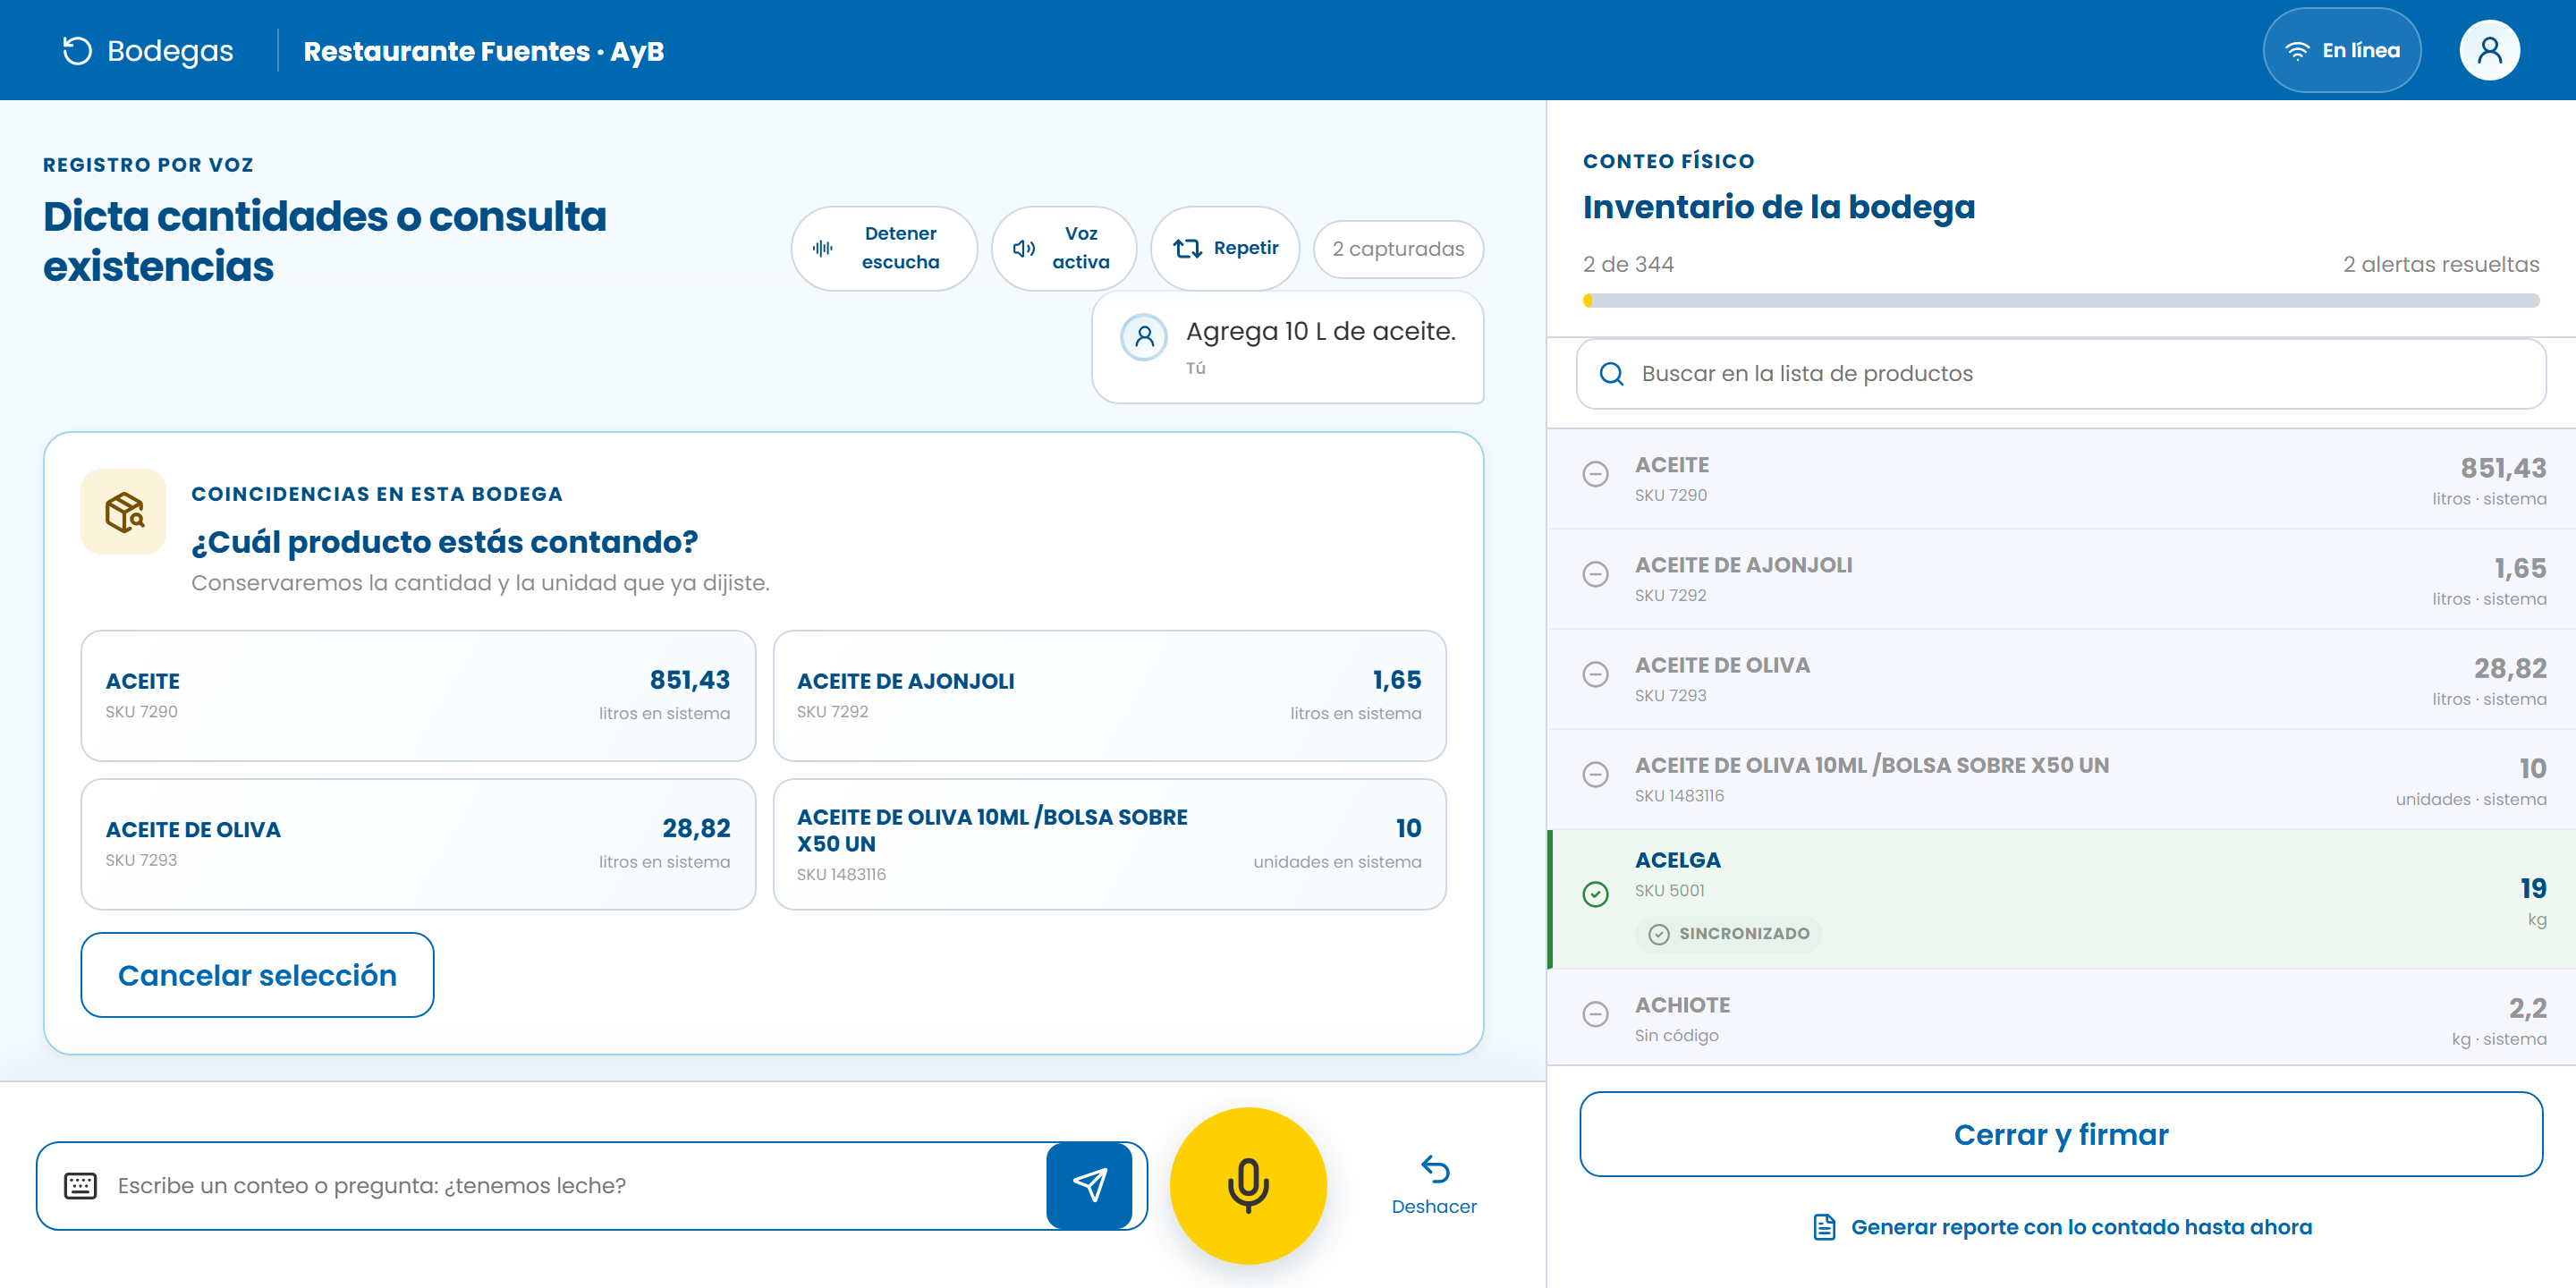 Bodegas
Restaurante Fuentes · AyB
En línea
REGISTRO POR VOZ
Dicta cantidades o consulta
existencias
Detener
escucha
Voz
activa
Repetir
2 capturadas
Agrega 10 L de aceite.
Tú
COINCIDENCIAS EN ESTA BODEGA
¿Cuál producto estás contando?
Conservaremos la cantidad y la unidad que ya dijiste.
ACEITE
SKU 7290
851,43
litros en sistema
ACEITE DE AJONJOLI
SKU 7292
1,65
litros en sistema
ACEITE DE OLIVA
SKU 7293
28,82
litros en sistema
ACEITE DE OLIVA 10ML /BOLSA SOBRE
X50 UN
SKU 1483116
10
unidades en sistema
Cancelar selección
Escribe un conteo o pregunta: ¿tenemos leche?
Deshacer
CONTEO FÍSICO
Inventario de la bodega
2 de 344
2 alertas resueltas
Buscar en la lista de productos
ACEITE
SKU 7290
851,43
litros · sistema
ACEITE DE AJONJOLI
SKU 7292
1,65
litros · sistema
ACEITE DE OLIVA
SKU 7293
28,82
litros · sistema
ACEITE DE OLIVA 10ML /BOLSA SOBRE X50 UN
SKU 1483116
10
unidades · sistema
ACELGA
SKU 5001
SINCRONIZADO
19
kg
ACHIOTE
Sin código
2,2
kg · sistema
Cerrar y firmar
Generar reporte con lo contado hasta ahora